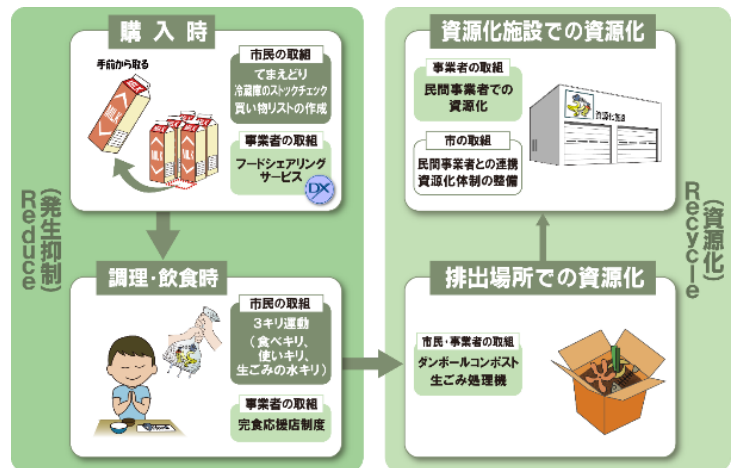 購入時
手前から取る
MILK
市民の取組
てまえどり
冷蔵庫のストックチェック
買い物リストの作成
事業者の取組
フードシェアリング
サービス
DX
Reduce
(発生抑制)
調理・飲食時
市民の取組
3キリ運動
(食べキリ、
使いキリ、
生ごみの水キリ)
事業者の取組
完食応援店制度
資源化施設での資源化
事業者の取組
民間事業者での
資源化
市の取組
民間事業者との連携
資源化体制の整備
資源化施設
Recycle
(資源化)
排出場所での資源化
市民・事業者の取組
ダンボールコンポスト
生ごみ処理機